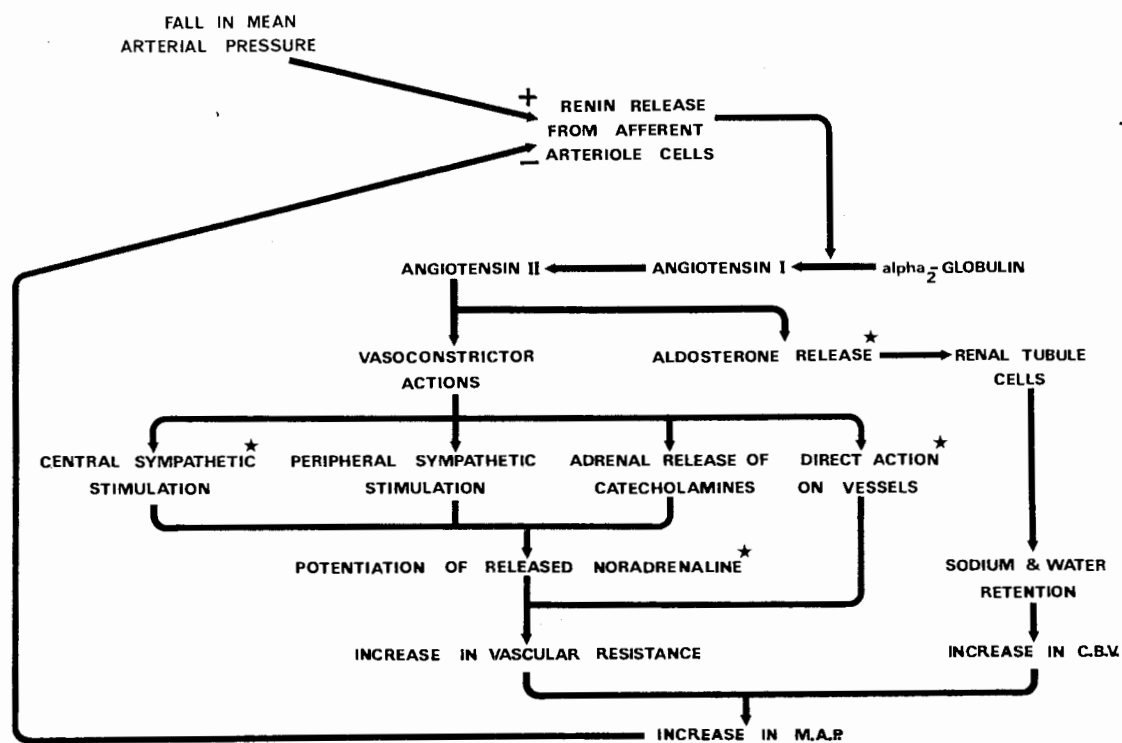 FALL IN MEAN
ARTERIAL PRESSURE
+
RENIN RELEASE
FROM AFFERENT
ARTERIOLE CELLS
−
ANGIOTENSIN II
ANGIOTENSIN I
alpha2-GLOBULIN
VASOCONSTRICTOR
ACTIONS
ALDOSTERONE RELEASE★
RENAL TUBULE
CELLS
CENTRAL SYMPATHETIC★
STIMULATION
PERIPHERAL SYMPATHETIC
STIMULATION
ADRENAL RELEASE OF
CATECHOLAMINES
DIRECT ACTION★
ON VESSELS
POTENTIATION OF RELEASED NORADRENALINE★
SODIUM & WATER
RETENTION
INCREASE IN VASCULAR RESISTANCE
INCREASE IN C.B.V.
INCREASE IN M.A.P.